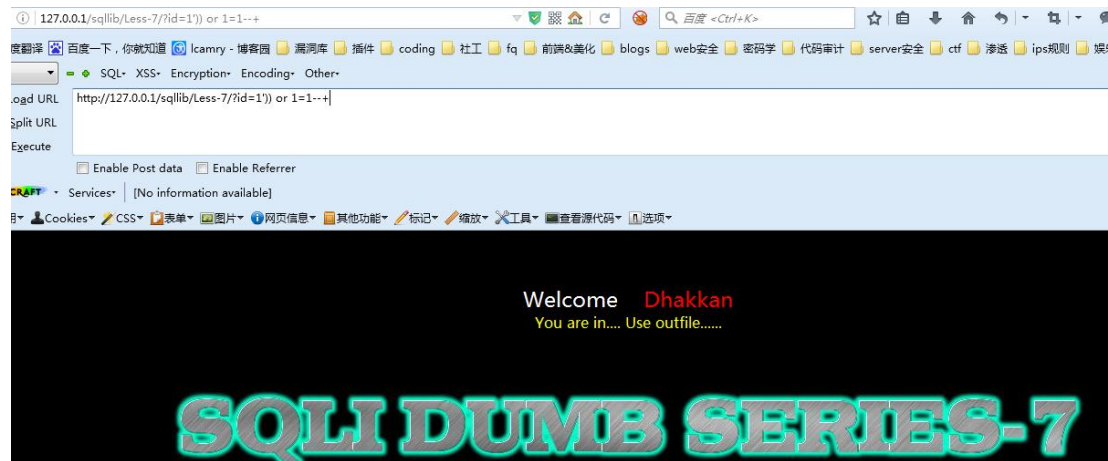 127.0.0.1/sqllib/Less-7/?id=1')) or 1=1--+
百度 <Ctrl+K>
度翻译 百度一下，你就知道 lcamry - 博客园 漏洞库 插件 coding 社工 fq 前端&美化 blogs web安全 密码学 代码审计 server安全 ctf 渗透 ips规则
SQL▾ XSS▾ Encryption▾ Encoding▾ Other▾
Load URL http://127.0.0.1/sqllib/Less-7/?id=1')) or 1=1--+
Split URL
Execute
Enable Post data Enable Referrer
CRAFT Services▾ [No information available]
Cookies▾ CSS▾ 表单▾ 图片▾ 网页信息▾ 其他功能▾ 标记▾ 缩放▾ 工具▾ 查看源代码▾ 选项▾
Welcome Dhakkan
You are in.... Use outfile......
SQLI DUMB SERIES-7